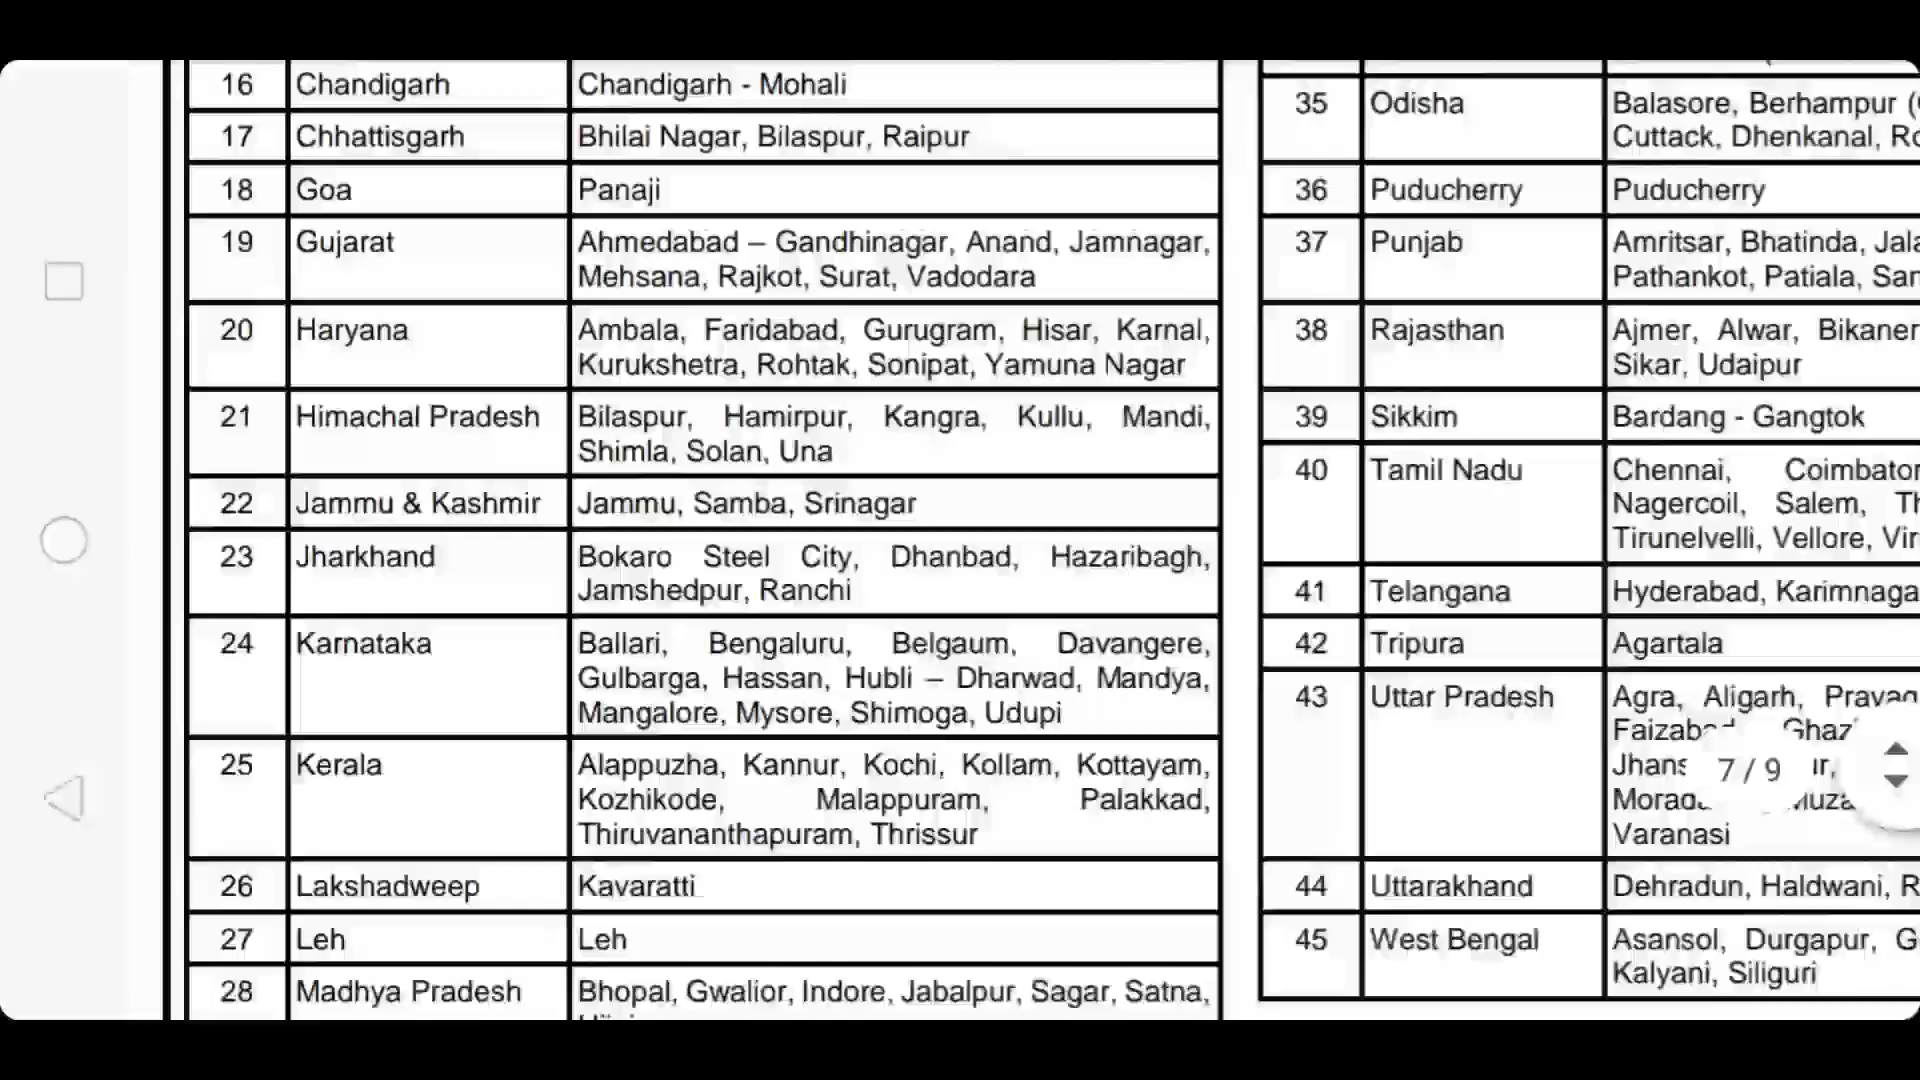 16 Chandigarh Chandigarh - Mohali
17 Chhattisgarh Bhilai Nagar, Bilaspur, Raipur
18 Goa Panaji
19 Gujarat Ahmedabad – Gandhinagar, Anand, Jamnagar,
Mehsana, Rajkot, Surat, Vadodara
20 Haryana Ambala, Faridabad, Gurugram, Hisar, Karnal,
Kurukshetra, Rohtak, Sonipat, Yamuna Nagar
21 Himachal Pradesh Bilaspur, Hamirpur, Kangra, Kullu, Mandi,
Shimla, Solan, Una
22 Jammu & Kashmir Jammu, Samba, Srinagar
23 Jharkhand Bokaro Steel City, Dhanbad, Hazaribagh,
Jamshedpur, Ranchi
24 Karnataka Ballari, Bengaluru, Belgaum, Davangere,
Gulbarga, Hassan, Hubli – Dharwad, Mandya,
Mangalore, Mysore, Shimoga, Udupi
25 Kerala Alappuzha, Kannur, Kochi, Kollam, Kottayam,
Kozhikode, Malappuram, Palakkad,
Thiruvananthapuram, Thrissur
26 Lakshadweep Kavaratti
27 Leh Leh
28 Madhya Pradesh Bhopal, Gwalior, Indore, Jabalpur, Sagar, Satna,
35 Odisha Balasore, Berhampur
Cuttack, Dhenkanal,
36 Puducherry Puducherry
37 Punjab Amritsar, Bhatinda,
Pathankot, Patiala,
38 Rajasthan Ajmer, Alwar, Bikaner
Sikar, Udaipur
39 Sikkim Bardang - Gangtok
40 Tamil Nadu Chennai,
Nagercoil, Salem,
Tirunelvelli, Vellore,
41 Telangana Hyderabad,
42 Tripura Agartala
43 Uttar Pradesh Agra, Aligarh,
Varanasi
7 / 9
44 Uttarakhand Dehradun, Haldwani,
45 West Bengal Asansol, Durgapur,
Kalyani, Siliguri